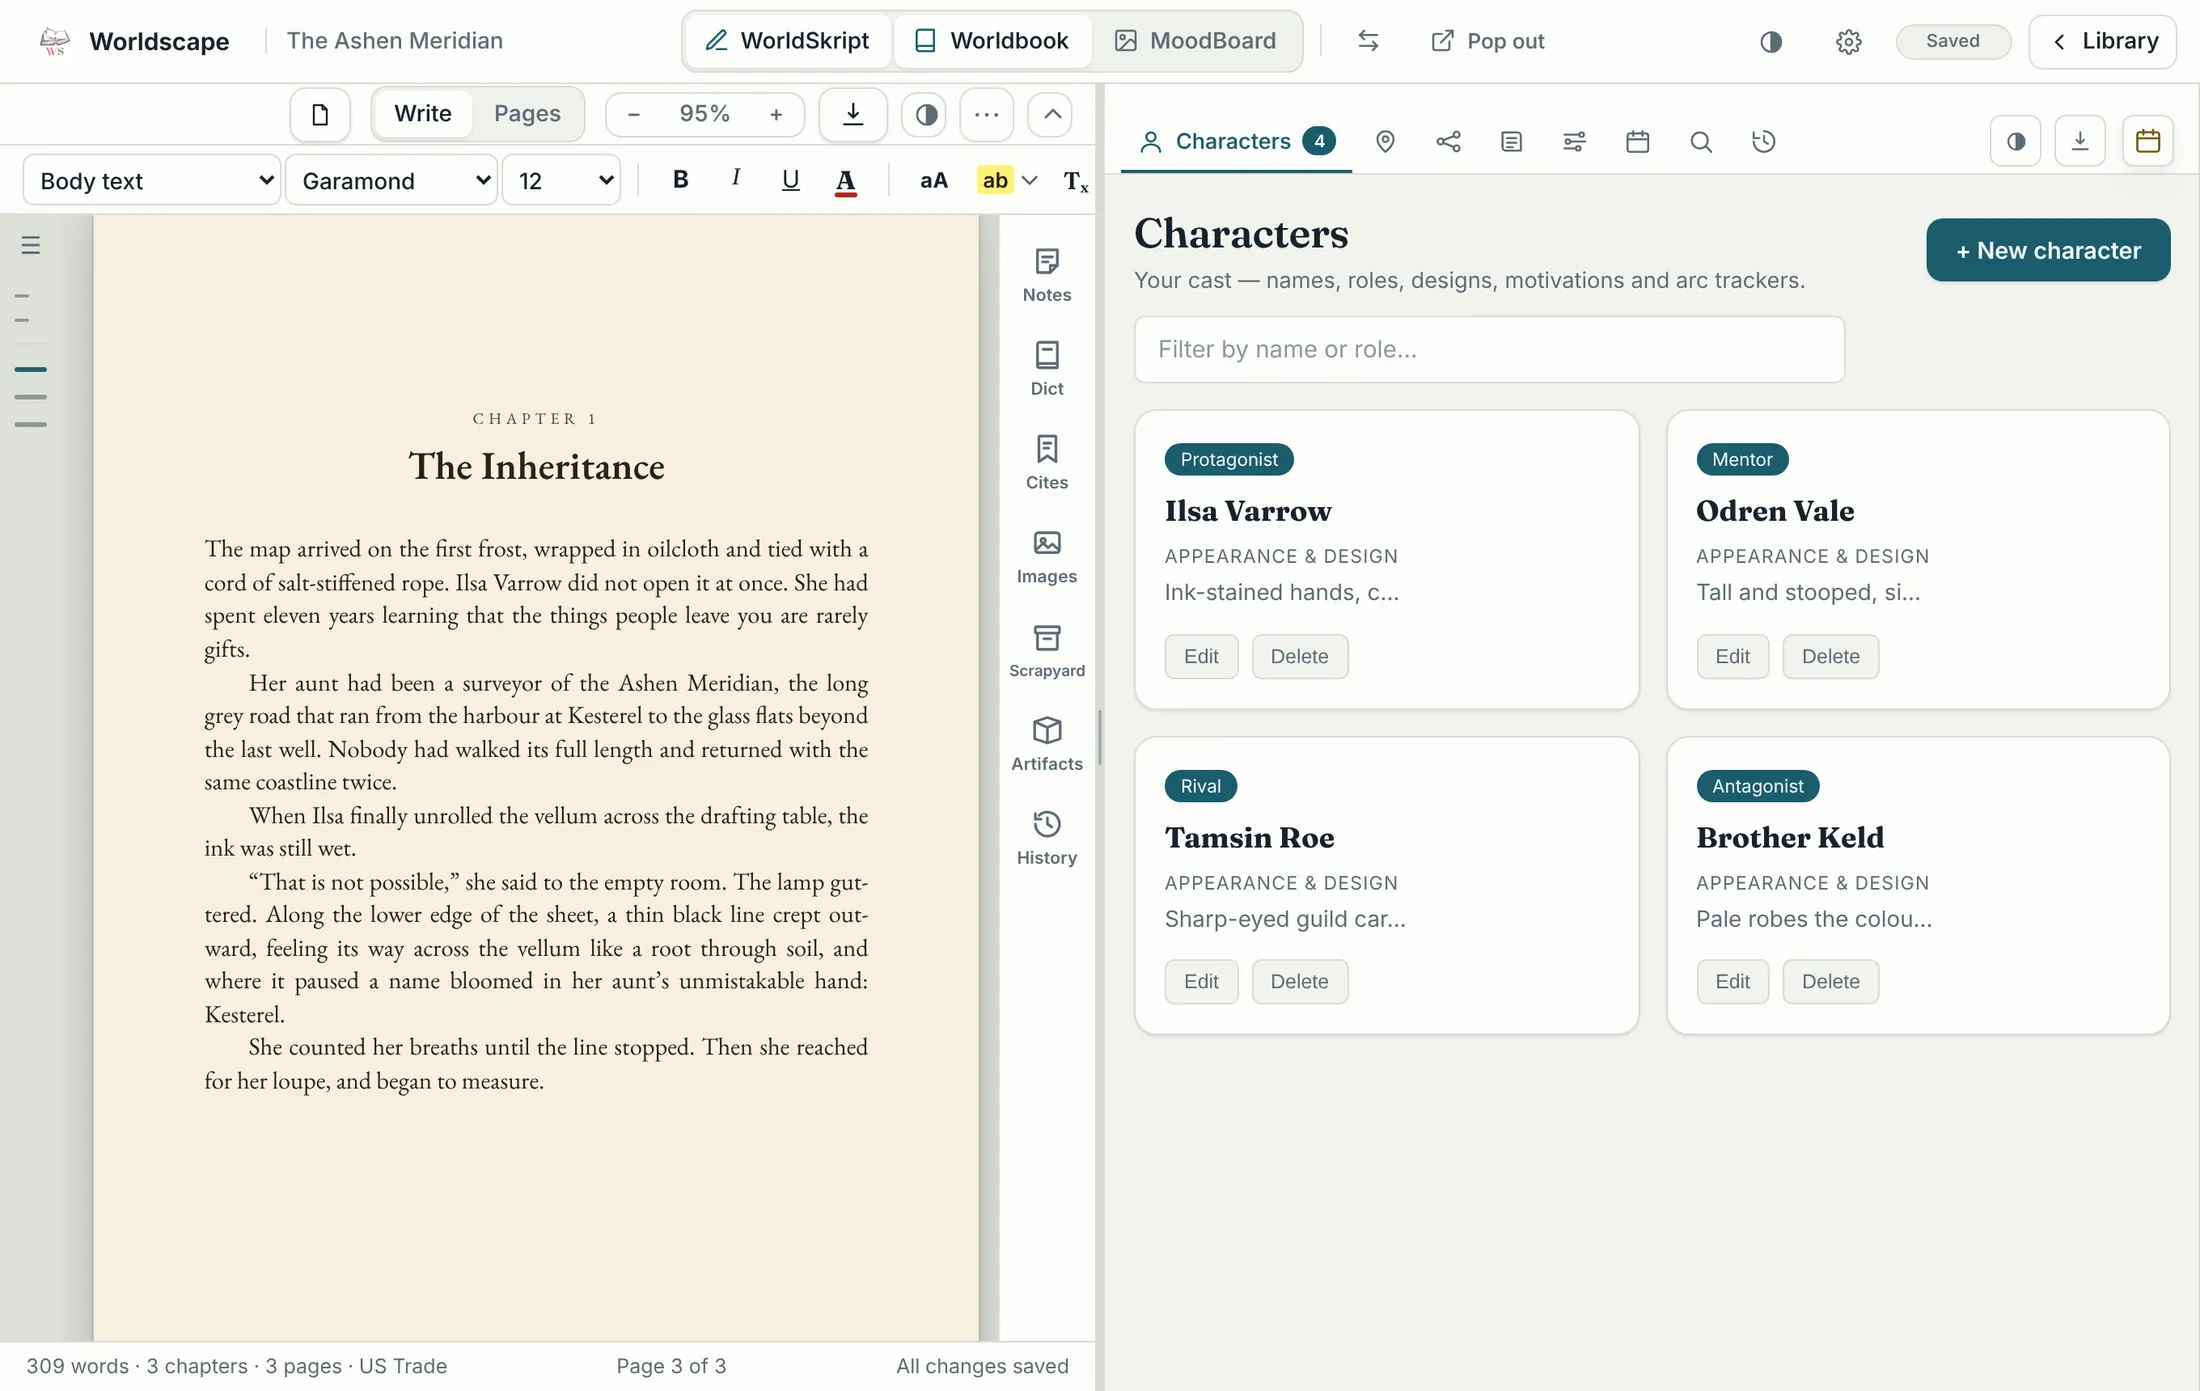 WS
Worldscape
The Ashen Meridian
WorldSkript
Worldbook
MoodBoard
Pop out
Saved
Library
Write
Pages
− 95% +
Body text
Garamond
12
B I U A
aA
ab
Tx
CHAPTER 1
The Inheritance
The map arrived on the first frost, wrapped in oilcloth and tied with a
cord of salt-stiffened rope. Ilsa Varrow did not open it at once. She had
spent eleven years learning that the things people leave you are rarely
gifts.
Her aunt had been a surveyor of the Ashen Meridian, the long
grey road that ran from the harbour at Kesterel to the glass flats beyond
the last well. Nobody had walked its full length and returned with the
same coastline twice.
When Ilsa finally unrolled the vellum across the drafting table, the
ink was still wet.
“That is not possible,” she said to the empty room. The lamp gut-
tered. Along the lower edge of the sheet, a thin black line crept out-
ward, feeling its way across the vellum like a root through soil, and
where it paused a name bloomed in her aunt’s unmistakable hand:
Kesterel.
She counted her breaths until the line stopped. Then she reached
for her loupe, and began to measure.
Notes
Dict
Cites
Images
Scrapyard
Artifacts
History
309 words · 3 chapters · 3 pages · US Trade
Page 3 of 3
All changes saved
Characters 4
Characters
Your cast — names, roles, designs, motivations and arc trackers.
+ New character
Filter by name or role...
Protagonist
Ilsa Varrow
APPEARANCE & DESIGN
Ink-stained hands, c...
Edit
Delete
Mentor
Odren Vale
APPEARANCE & DESIGN
Tall and stooped, si...
Edit
Delete
Rival
Tamsin Roe
APPEARANCE & DESIGN
Sharp-eyed guild car...
Edit
Delete
Antagonist
Brother Keld
APPEARANCE & DESIGN
Pale robes the colou...
Edit
Delete